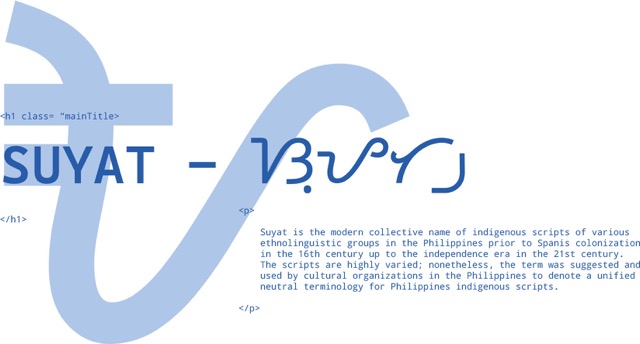 <h1 class= “mainTitle>
SUYAT - ᜐᜓᜌᜆ᜴
</h1>
<p>
Suyat is the modern collective name of indigenous scripts of various
ethnolinguistic groups in the Philippines prior to Spanis colonization
in the 16th century up to the independence era in the 21st century.
The scripts are highly varied; nonetheless, the term was suggested and
used by cultural organizations in the Philippines to denote a unified
neutral terminology for Philippines indigenous scripts.
</p>